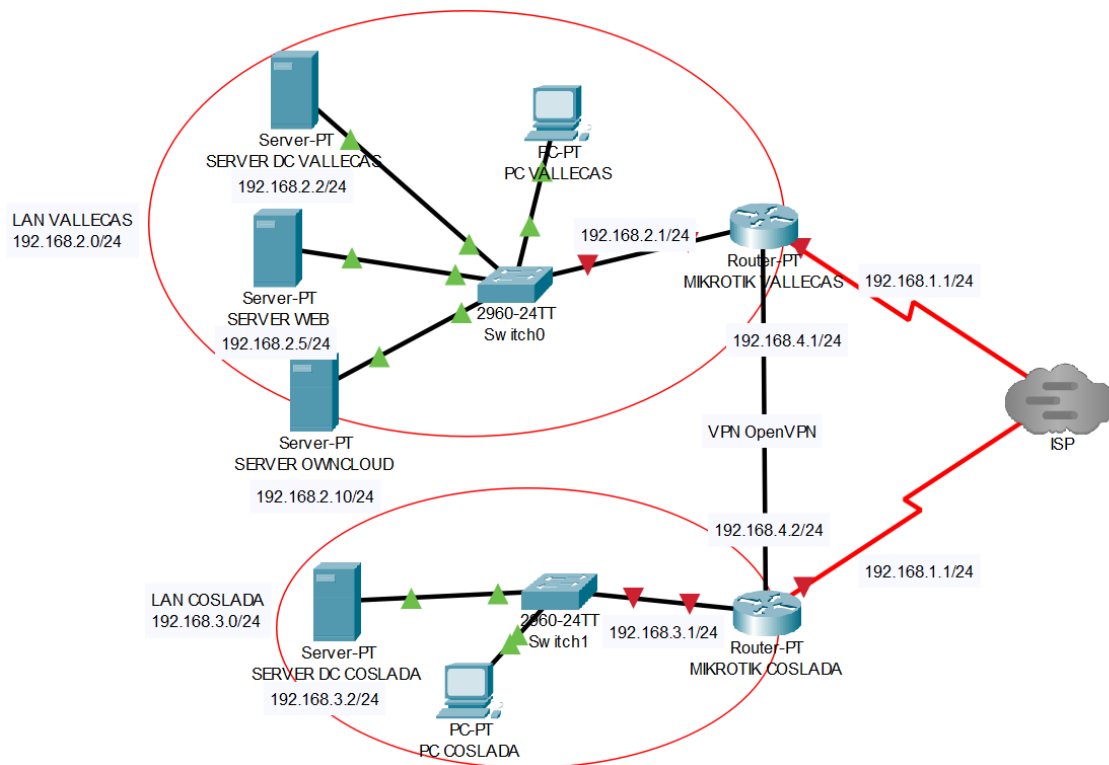 Server-PT
SERVER DC VALLECAS
192.168.2.2/24
PC-PT
PC VALLECAS
LAN VALLECAS
192.168.2.0/24
192.168.2.1/24
Router-PT
MIKROTIK VALLECAS
192.168.1.1/24
Server-PT
SERVER WEB
192.168.2.5/24
2960-24TT
Switch0
192.168.4.1/24
VPN OpenVPN
ISP
Server-PT
SERVER OWNCLOUD
192.168.2.10/24
192.168.4.2/24
192.168.1.1/24
LAN COSLADA
192.168.3.0/24
2960-24TT
Switch1
192.168.3.1/24
Router-PT
MIKROTIK COSLADA
Server-PT
SERVER DC COSLADA
192.168.3.2/24
PC-PT
PC COSLADA